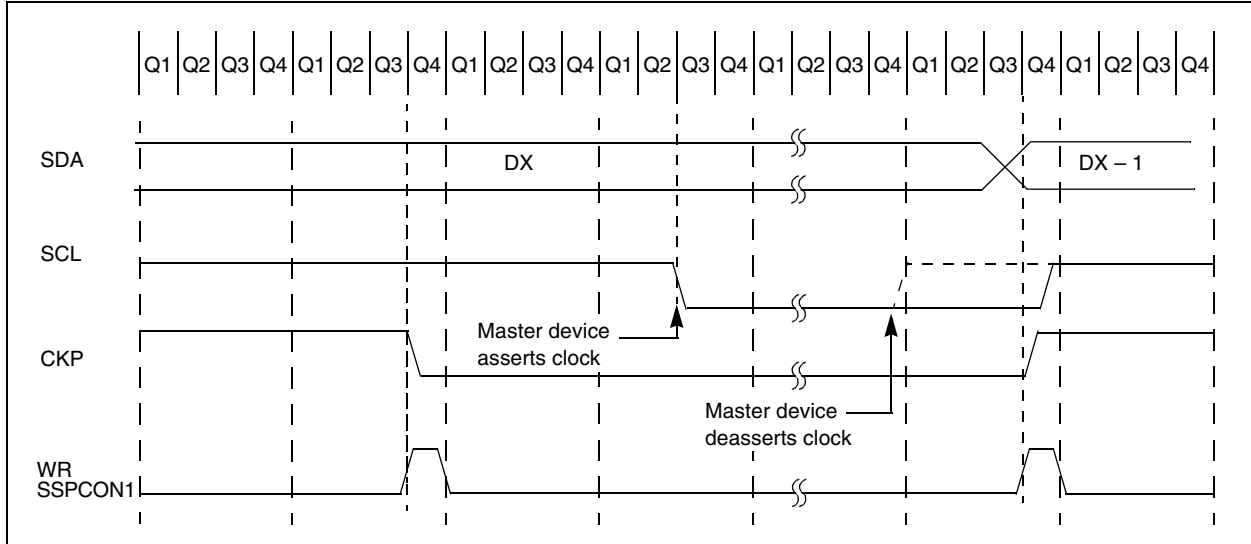 Q1 Q2 Q3 Q4 Q1 Q2 Q3 Q4 Q1 Q2 Q3 Q4 Q1 Q2 Q3 Q4 Q1 Q2 Q3 Q4 Q1 Q2 Q3 Q4 Q1 Q2 Q3 Q4
SDA
DX
DX – 1
SCL
Master device
asserts clock
CKP
Master device
deasserts clock
WR
SSPCON1